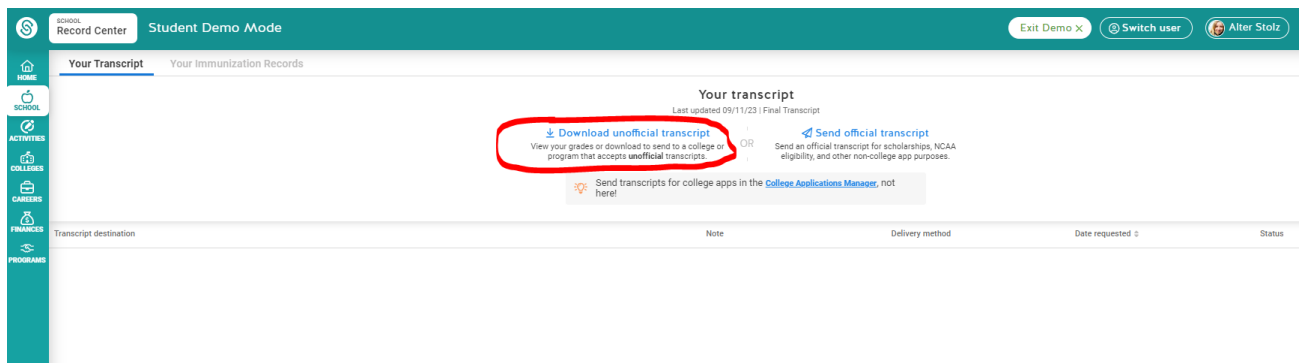 SCHOOL
Record Center
Student Demo Mode
Exit Demo X
Switch user
Alter Stolz
HOME
SCHOOL
ACTIVITIES
COLLEGES
CAREERS
FINANCES
PROGRAMS
Your Transcript
Your Immunization Records
Your transcript
Last updated 09/11/23 | Final Transcript
Download unofficial transcript
View your grades or download to send to a college or
program that accepts unofficial transcripts.
OR
Send official transcript
Send an official transcript for scholarships, NCAA
eligibility, and other non-college app purposes.
Send transcripts for college apps in the College Applications Manager, not
here!
Transcript destination
Note
Delivery method
Date requested
Status